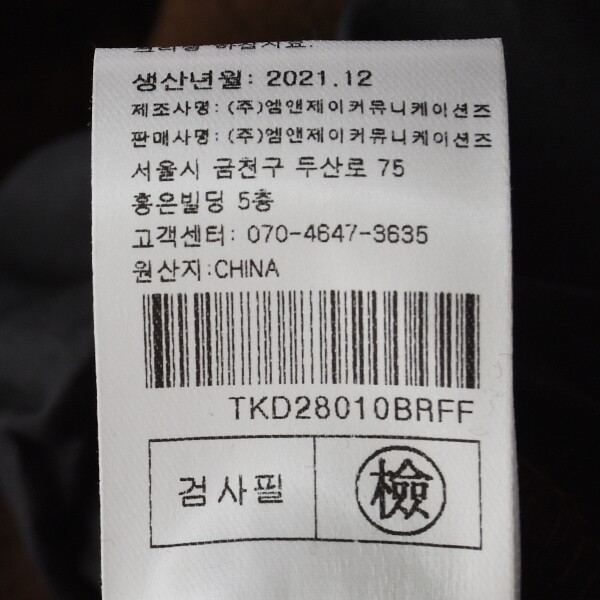 생산년월: 2021.12
제조사명: (주)엠앤제이커뮤니케이션즈
판매사명: (주)엠앤제이커뮤니케이션즈
서울시 금천구 두산로 75
홍은빌딩 5층
고객센터: 070-4647-3635
원산지:CHINA
TKD28010BRFF
검사필 檢